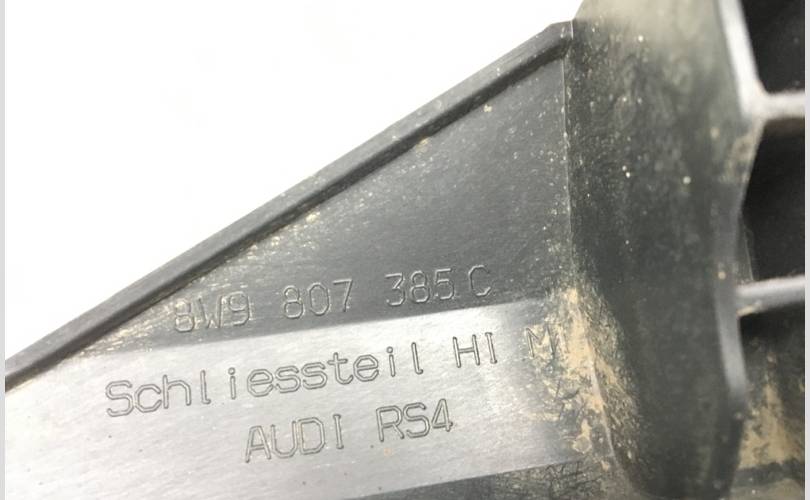 8W9 807 385 C
Schliessteil HI M
AUDI RS4